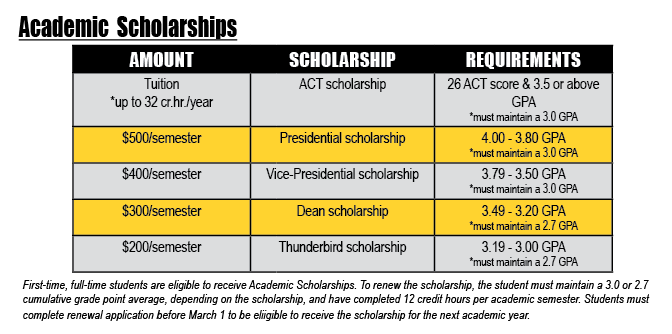 Academic Scholarships
AMOUNT SCHOLARSHIP REQUIREMENTS
Tuition ACT scholarship 26 ACT score & 3.5 or above
*up to 32 cr.hr./year GPA
*must maintain a 3.0 GPA
$500/semester Presidential scholarship 4.00 - 3.80 GPA
*must maintain a 3.0 GPA
$400/semester Vice-Presidential scholarship 3.79 - 3.50 GPA
*must maintain a 3.0 GPA
$300/semester Dean scholarship 3.49 - 3.20 GPA
*must maintain a 2.7 GPA
$200/semester Thunderbird scholarship 3.19 - 3.00 GPA
*must maintain a 2.7 GPA
First-time, full-time students are eligible to receive Academic Scholarships. To renew the scholarship, the student must maintain a 3.0 or 2.7
cumulative grade point average, depending on the scholarship, and have completed 12 credit hours per academic semester. Students must
complete renewal application before March 1 to be eliigible to receive the scholarship for the next academic year.